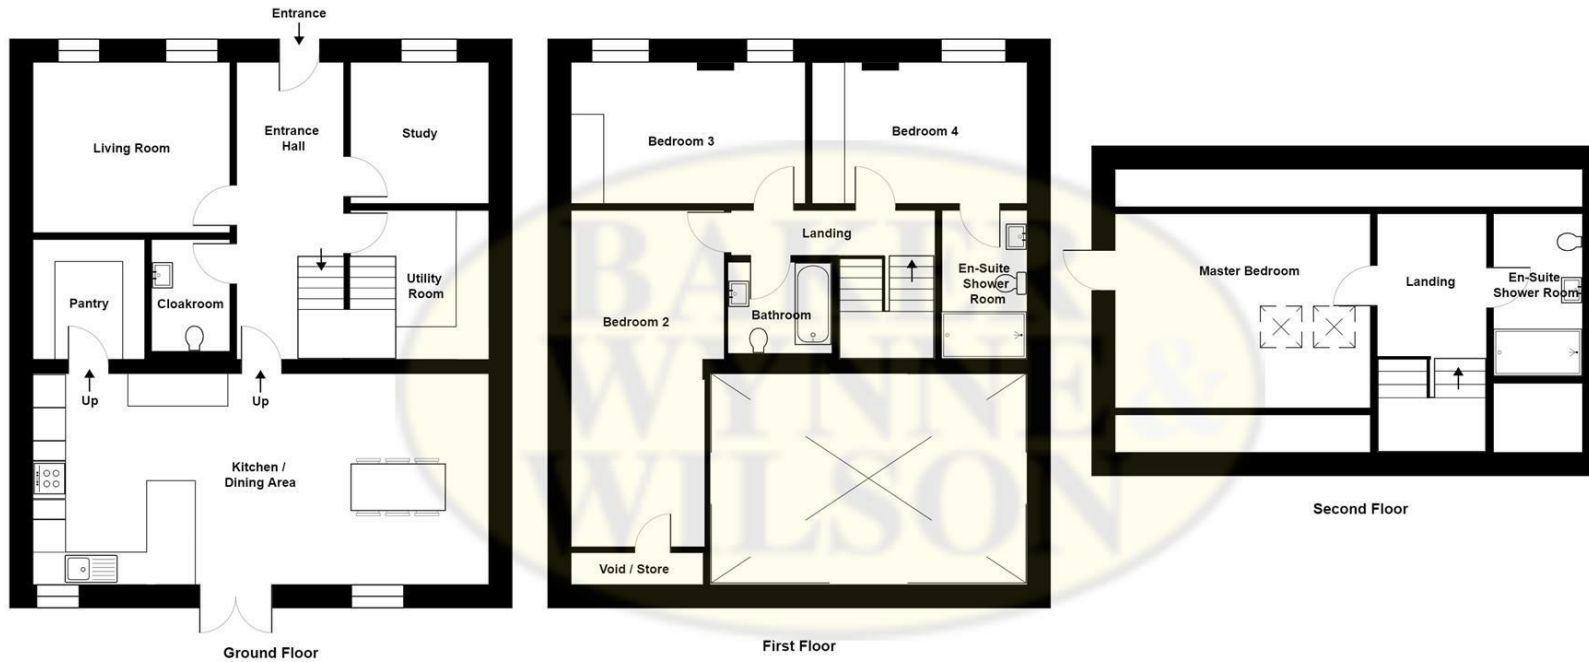 Entrance
Living Room
Entrance
Hall
Study
Pantry
Cloakroom
Utility
Room
Up
Up
Kitchen /
Dining Area
Ground Floor
Bedroom 3
Bedroom 4
Landing
Bedroom 2
Bathroom
En-Suite
Shower
Room
Void / Store
First Floor
Master Bedroom
Landing
En-Suite
Shower Room
Second Floor
BAKER
WYNNE &
WILSON